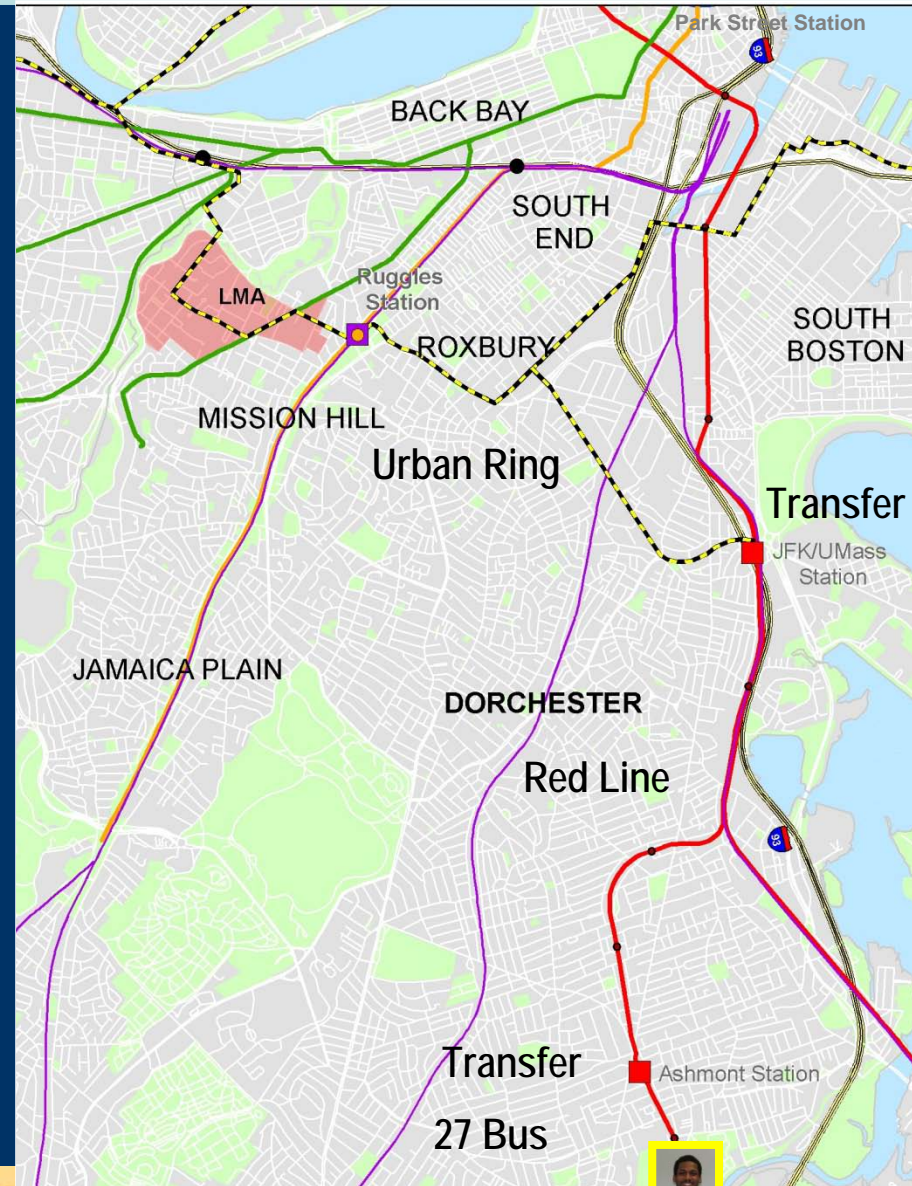 Park Street Station
93
BACK BAY
SOUTH
END
LMA
Ruggles
Station
ROXBURY
SOUTH
BOSTON
MISSION HILL
Urban Ring
Transfer
JFK/UMass
Station
JAMAICA PLAIN
DORCHESTER
Red Line
93
Transfer
Ashmont Station
27 Bus